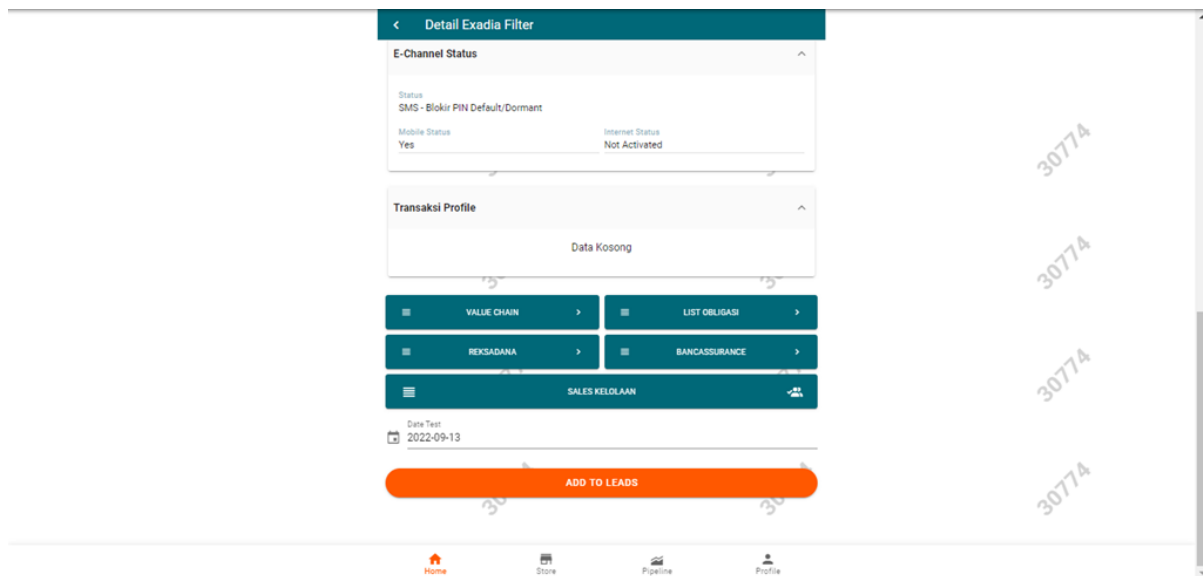 Detail Exadia Filter
E-Channel Status
Status
SMS - Blokir PIN Default/Dormant
Mobile Status Internet Status
Yes Not Activated
30774
Transaksi Profile
Data Kosong
30774
VALUE CHAIN LIST OBLIGASI
REKSADANA BANCASSURANCE
30774
SALES KELOLAAN
Date Test
2022-09-13
ADD TO LEADS
30774
Home Store Pipeline Profile